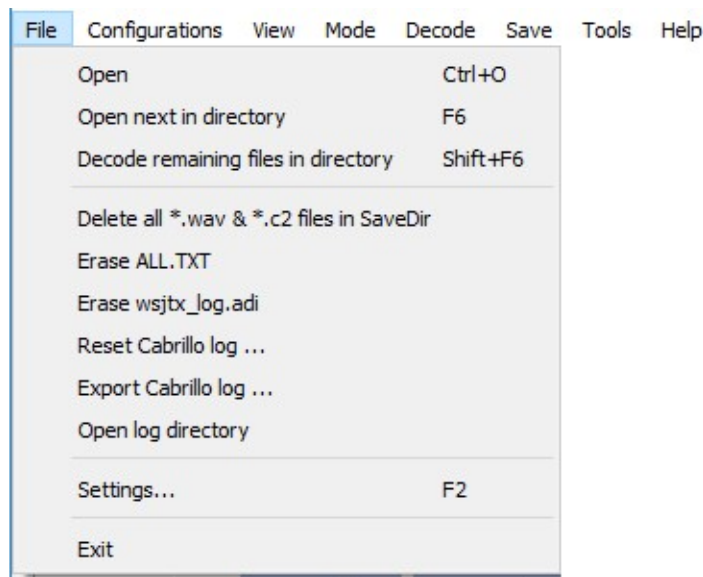 File Configurations View Mode Decode Save Tools Help
Open Ctrl+O
Open next in directory F6
Decode remaining files in directory Shift+F6
Delete all *.wav & *.c2 files in SaveDir
Erase ALL.TXT
Erase wsjtx_log.adi
Reset Cabrillo log ...
Export Cabrillo log ...
Open log directory
Settings... F2
Exit